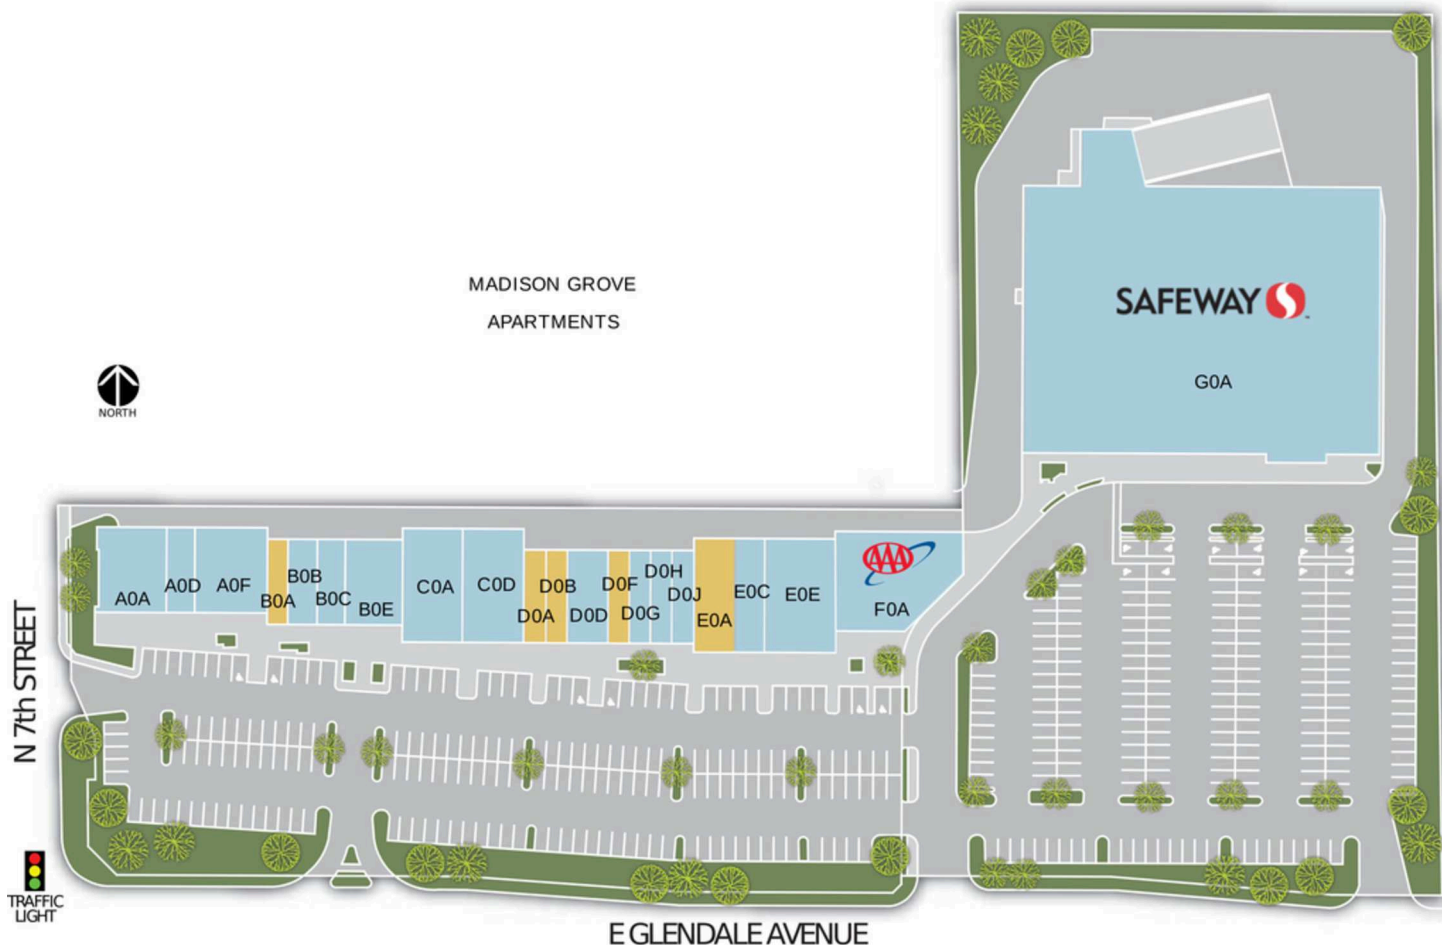 MADISON GROVE
APARTMENTS
SAFEWAY
G0A
NORTH
AAA
A0A
A0D
A0F
B0A
B0B
B0C
B0E
C0A
C0D
D0A
D0B
D0D
D0F
D0G
D0H
D0J
E0A
E0C
E0E
F0A
N 7th STREET
TRAFFIC
LIGHT
E GLENDALE AVENUE